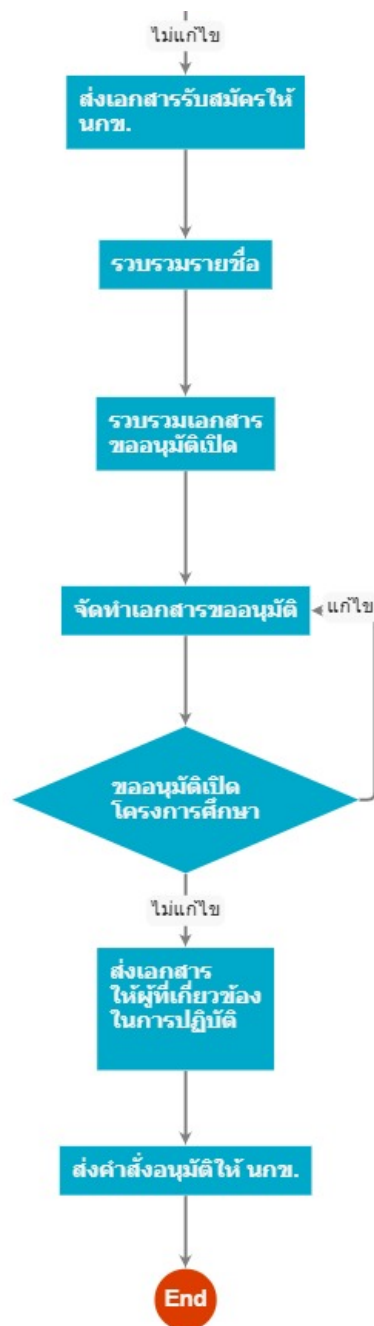 ไม่แก้ไข
ส่งเอกสารรับสมัครให้
นกข.
รวบรวมรายชื่อ
รวบรวมเอกสาร
ขออนุมัติเปิด
จัดทำเอกสารขออนุมัติ
แก้ไข
ขออนุมัติเปิด
โครงการศึกษา
ไม่แก้ไข
ส่งเอกสาร
ให้ผู้ที่เกี่ยวข้อง
ในการปฏิบัติ
ส่งคำสั่งอนุมัติให้ นกข.
End